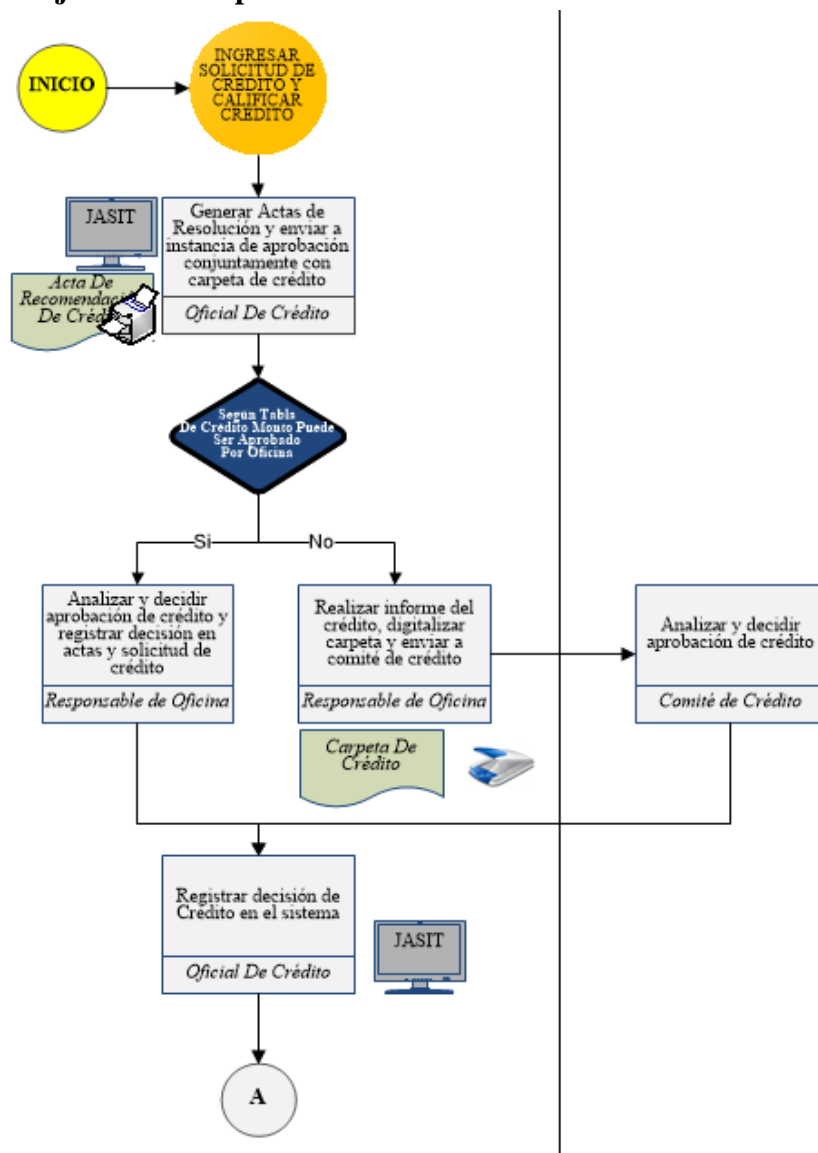 INICIO
INGRESAR
SOLICITUD DE
CREDITO Y
CALIFICAR
CREDITO
JASIT
Generar Actas de
Resolución y enviar a
instancia de aprobación
conjuntamente con
carpeta de crédito
Oficial De Crédito
Acta De
De
Según Tabla
De Crédito Monto Puede
Ser Aprobado
Por Oficina
Si
No
Analizar y decidir
aprobación de crédito y
registrar decisión en
actas y solicitud de
crédito
Responsable de Oficina
Realizar informe del
crédito, digitalizar
carpeta y enviar a
comité de crédito
Responsable de Oficina
Analizar y decidir
aprobación de crédito
Comité de Crédito
Carpeta De
Crédito
Registrar decisión de
Crédito en el sistema
Oficial De Crédito
JASIT
A